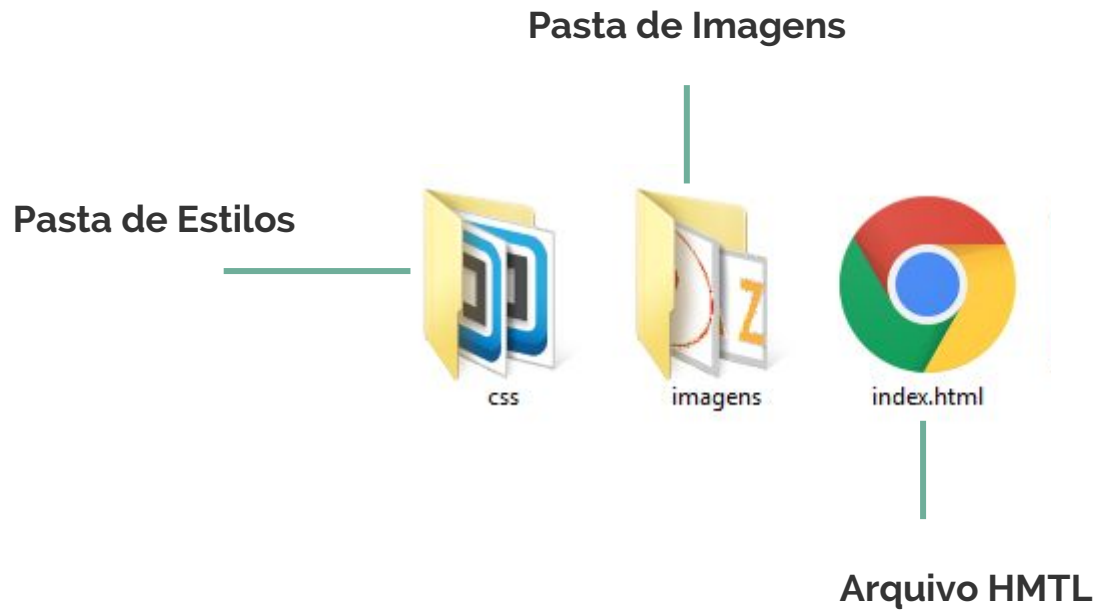 Pasta de Imagens
Pasta de Estilos
css
imagens
index.html
Arquivo HMTL